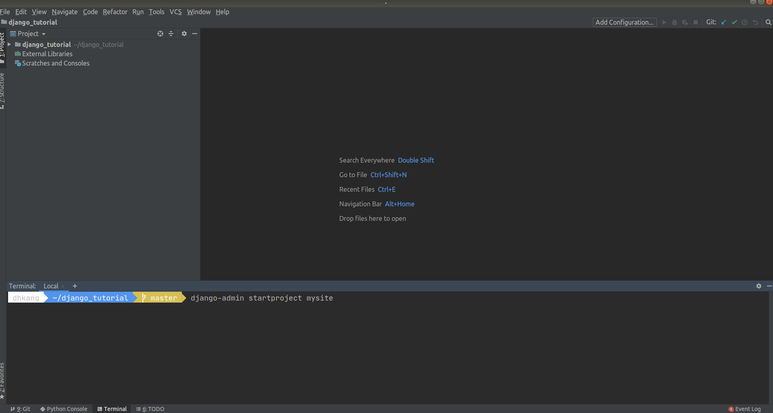 File Edit View Navigate Code Refactor Run Tools VCS Window Help
django_tutorial Add Configuration... Git:
1: Project
Project
django_tutorial ~/django_tutorial
External Libraries
Scratches and Consoles
Z: Structure
Search Everywhere Double Shift
Go to File Ctrl+Shift+N
Recent Files Ctrl+E
Navigation Bar Alt+Home
Drop files here to open
Terminal: Local +
dhkang ~/django_tutorial master django-admin startproject mysite
2: Favorites
9: Git Python Console Terminal 6: TODO Event Log